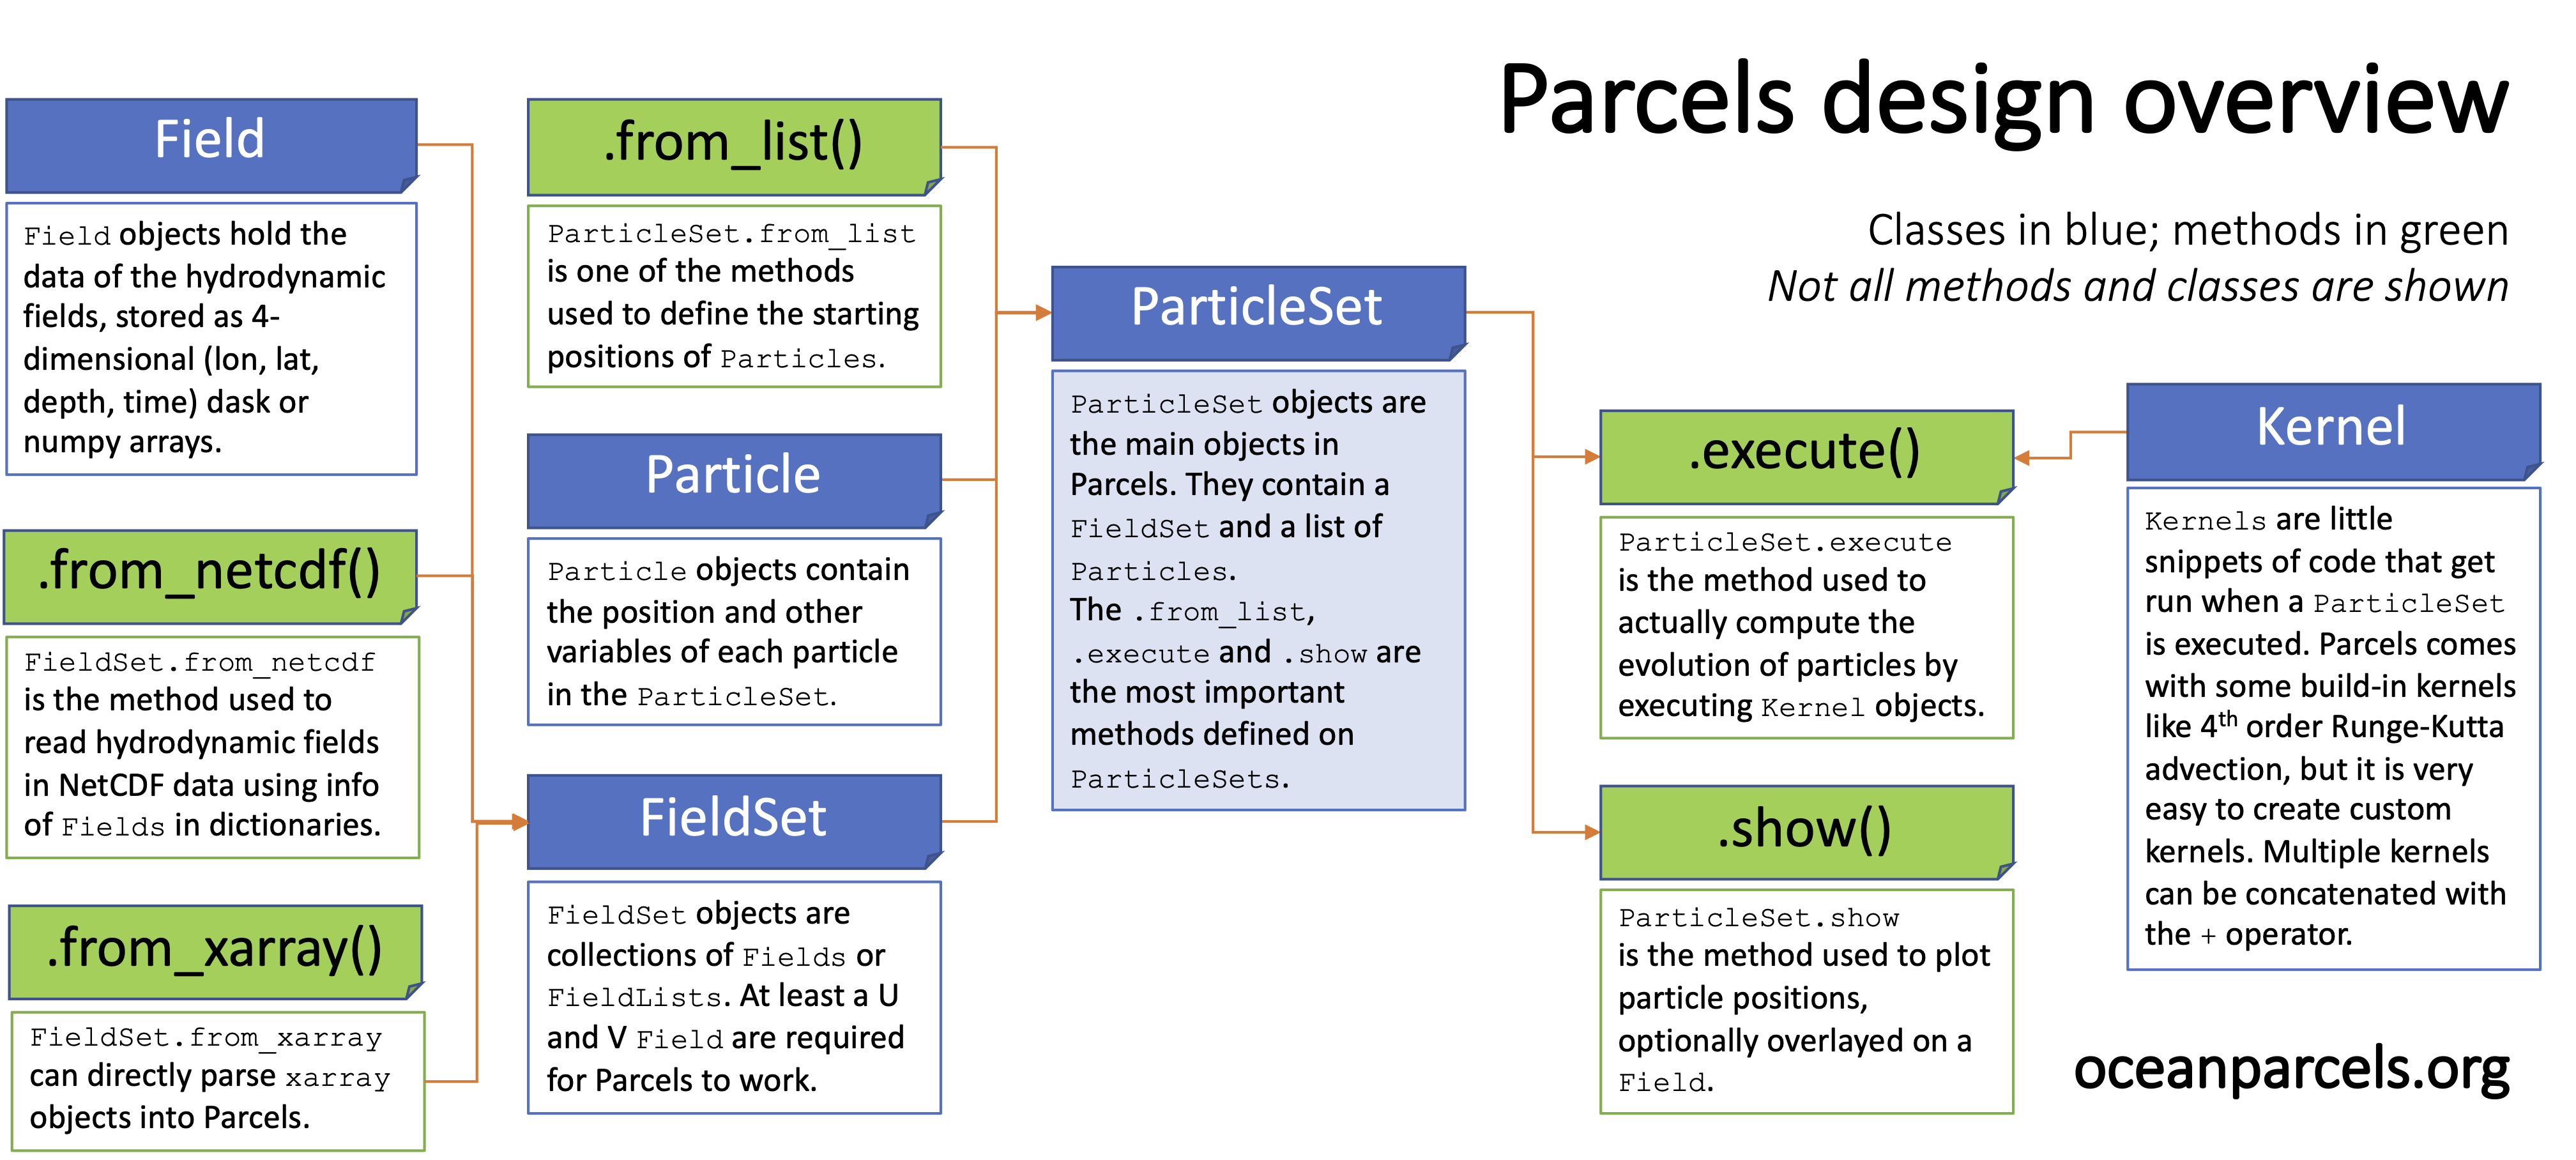 Parcels design overview
Classes in blue; methods in green
Not all methods and classes are shown
Field
Field objects hold the
data of the hydrodynamic
fields, stored as 4-
dimensional (lon, lat,
depth, time) dask or
numpy arrays.
.from_netcdf()
FieldSet.from_netcdf
is the method used to
read hydrodynamic fields
in NetCDF data using info
of Fields in dictionaries.
.from_xarray()
FieldSet.from_xarray
can directly parse xarray
objects into Parcels.
.from_list()
ParticleSet.from_list
is one of the methods
used to define the starting
positions of Particles.
Particle
Particle objects contain
the position and other
variables of each particle
in the ParticleSet.
FieldSet
FieldSet objects are
collections of Fields or
FieldLists. At least a U
and V Field are required
for Parcels to work.
ParticleSet
ParticleSet objects are
the main objects in
Parcels. They contain a
FieldSet and a list of
Particles.
The .from_list,
.execute and .show are
the most important
methods defined on
ParticleSets.
.execute()
ParticleSet.execute
is the method used to
actually compute the
evolution of particles by
executing Kernel objects.
.show()
ParticleSet.show
is the method used to plot
particle positions,
optionally overlayed on a
Field.
Kernel
Kernels are little
snippets of code that get
run when a ParticleSet
is executed. Parcels comes
with some build-in kernels
like 4th order Runge-Kutta
advection, but it is very
easy to create custom
kernels. Multiple kernels
can be concatenated with
the + operator.
oceanparcels.org